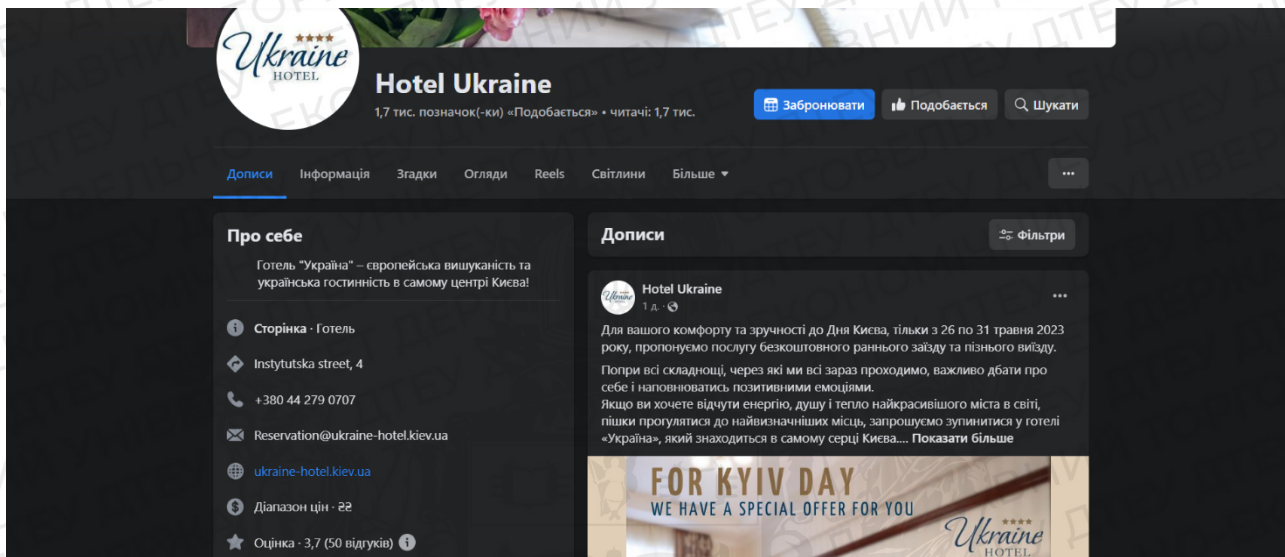 Ukraine
HOTEL
Hotel Ukraine
1,7 тис. позначок(-ки) «Подобається» • читачі: 1,7 тис.
Забронювати
Подобається
Шукати
Дописи
Інформація
Згадки
Огляди
Reels
Світлини
Більше
Про себе
Готель "Україна" – європейська вишуканість та
українська гостинність в самому центрі Києва!
Сторінка · Готель
Instytutska street, 4
+380 44 279 0707
Reservation@ukraine-hotel.kiev.ua
ukraine-hotel.kiev.ua
Діапазон цін · ₴₴
Оцінка · 3,7 (50 відгуків)
Дописи
Фільтри
Hotel Ukraine
1 д. ·
Для вашого комфорту та зручності до Дня Києва, тільки з 26 по 31 травня 2023
року, пропонуємо послугу безкоштовного раннього заїзду та пізнього виїзду.
Попри всі складнощі, через які ми всі зараз проходимо, важливо дбати про
себе і наповнюватись позитивними емоціями.
Якщо ви хочете відчути енергію, душу і тепло найкрасивішого міста в світі,
пішки прогулятися до найвизначніших місць, запрошуємо зупинитися у готелі
«Україна», який знаходиться в самому серці Києва.... Показати більше
FOR KYIV DAY
WE HAVE A SPECIAL OFFER FOR YOU
Ukraine
HOTEL